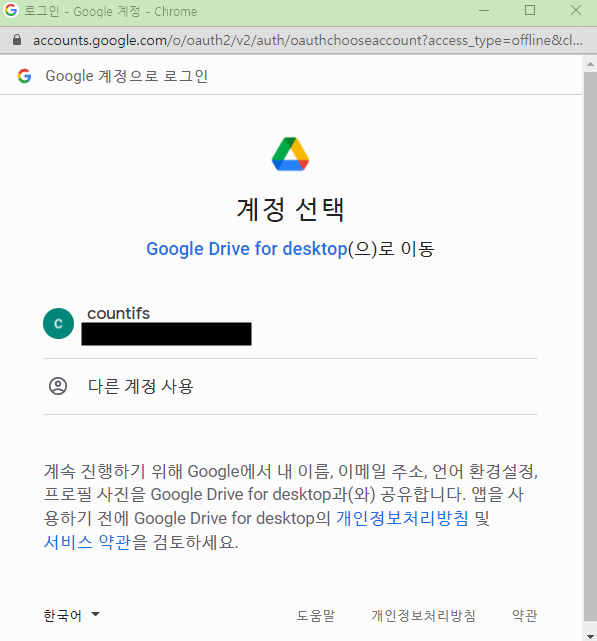 로그인 - Google 계정 - Chrome
accounts.google.com/o/oauth2/v2/auth/oauthchooseaccount?access_type=offline&cl...
Google 계정으로 로그인
계정 선택
Google Drive for desktop(으)로 이동
c
countifs
다른 계정 사용
계속 진행하기 위해 Google에서 내 이름, 이메일 주소, 언어 환경설정,
프로필 사진을 Google Drive for desktop과(와) 공유합니다. 앱을 사
용하기 전에 Google Drive for desktop의 개인정보처리방침 및
서비스 약관을 검토하세요.
한국어 도움말 개인정보처리방침 약관